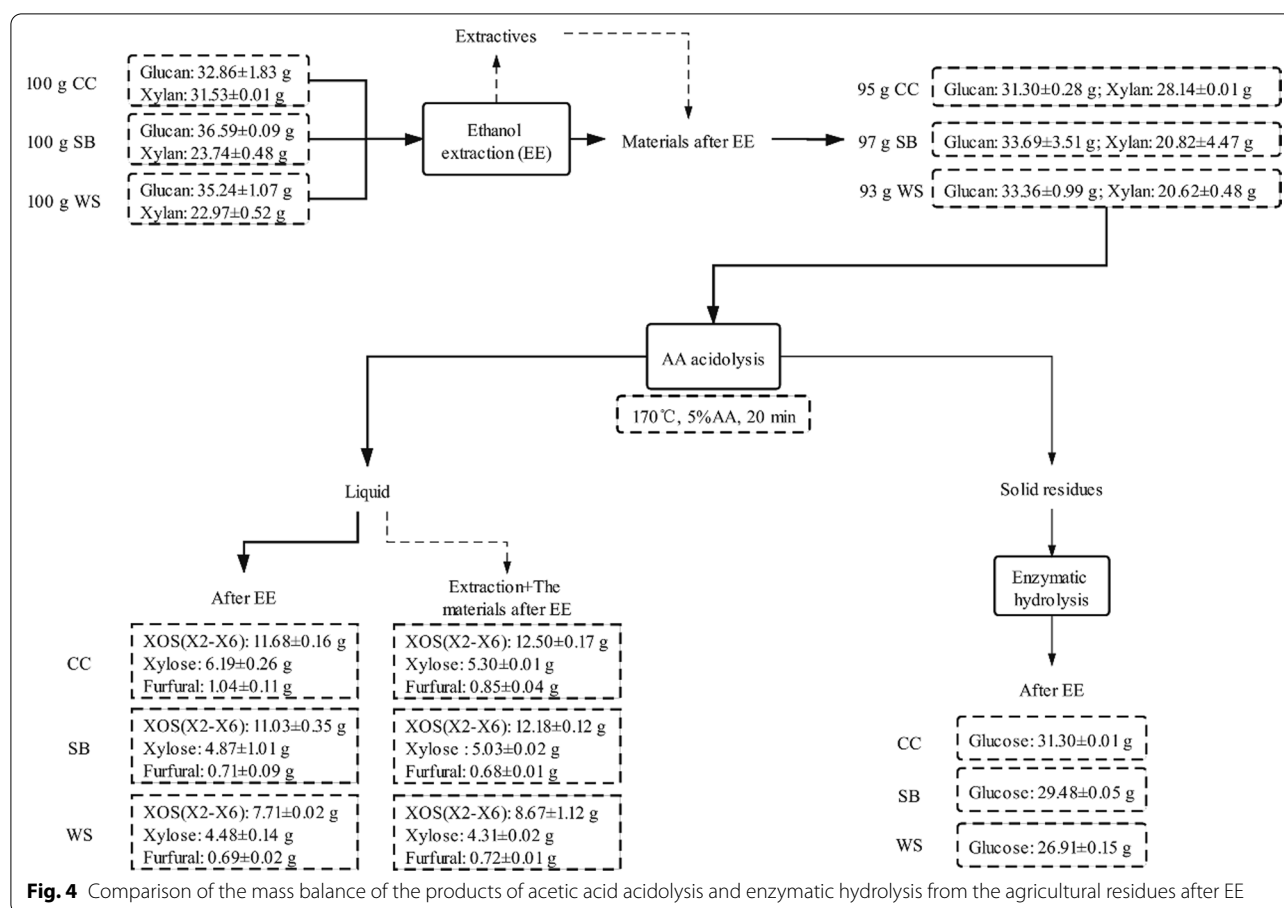 Extractives
100 g CC
Glucan: 32.86±1.83 g
Xylan: 31.53±0.01 g
100 g SB
Glucan: 36.59±0.09 g
Xylan: 23.74±0.48 g
100 g WS
Glucan: 35.24±1.07 g
Xylan: 22.97±0.52 g
Ethanol
extraction (EE)
Materials after EE
95 g CC
Glucan: 31.30±0.28 g; Xylan: 28.14±0.01 g
97 g SB
Glucan: 33.69±3.51 g; Xylan: 20.82±4.47 g
93 g WS
Glucan: 33.36±0.99 g; Xylan: 20.62±0.48 g
AA acidolysis
170℃, 5%AA, 20 min
Liquid
Solid residues
After EE
Extraction+The
materials after EE
CC
XOS(X2-X6): 11.68±0.16 g
Xylose: 6.19±0.26 g
Furfural: 1.04±0.11 g
XOS(X2-X6): 12.50±0.17 g
Xylose: 5.30±0.01 g
Furfural: 0.85±0.04 g
SB
XOS(X2-X6): 11.03±0.35 g
Xylose: 4.87±1.01 g
Furfural: 0.71±0.09 g
XOS(X2-X6): 12.18±0.12 g
Xylose : 5.03±0.02 g
Furfural: 0.68±0.01 g
WS
XOS(X2-X6): 7.71±0.02 g
Xylose: 4.48±0.14 g
Furfural: 0.69±0.02 g
XOS(X2-X6): 8.67±1.12 g
Xylose: 4.31±0.02 g
Furfural: 0.72±0.01 g
Enzymatic
hydrolysis
After EE
CC
Glucose: 31.30±0.01 g
SB
Glucose: 29.48±0.05 g
WS
Glucose: 26.91±0.15 g
Fig. 4 Comparison of the mass balance of the products of acetic acid acidolysis and enzymatic hydrolysis from the agricultural residues after EE